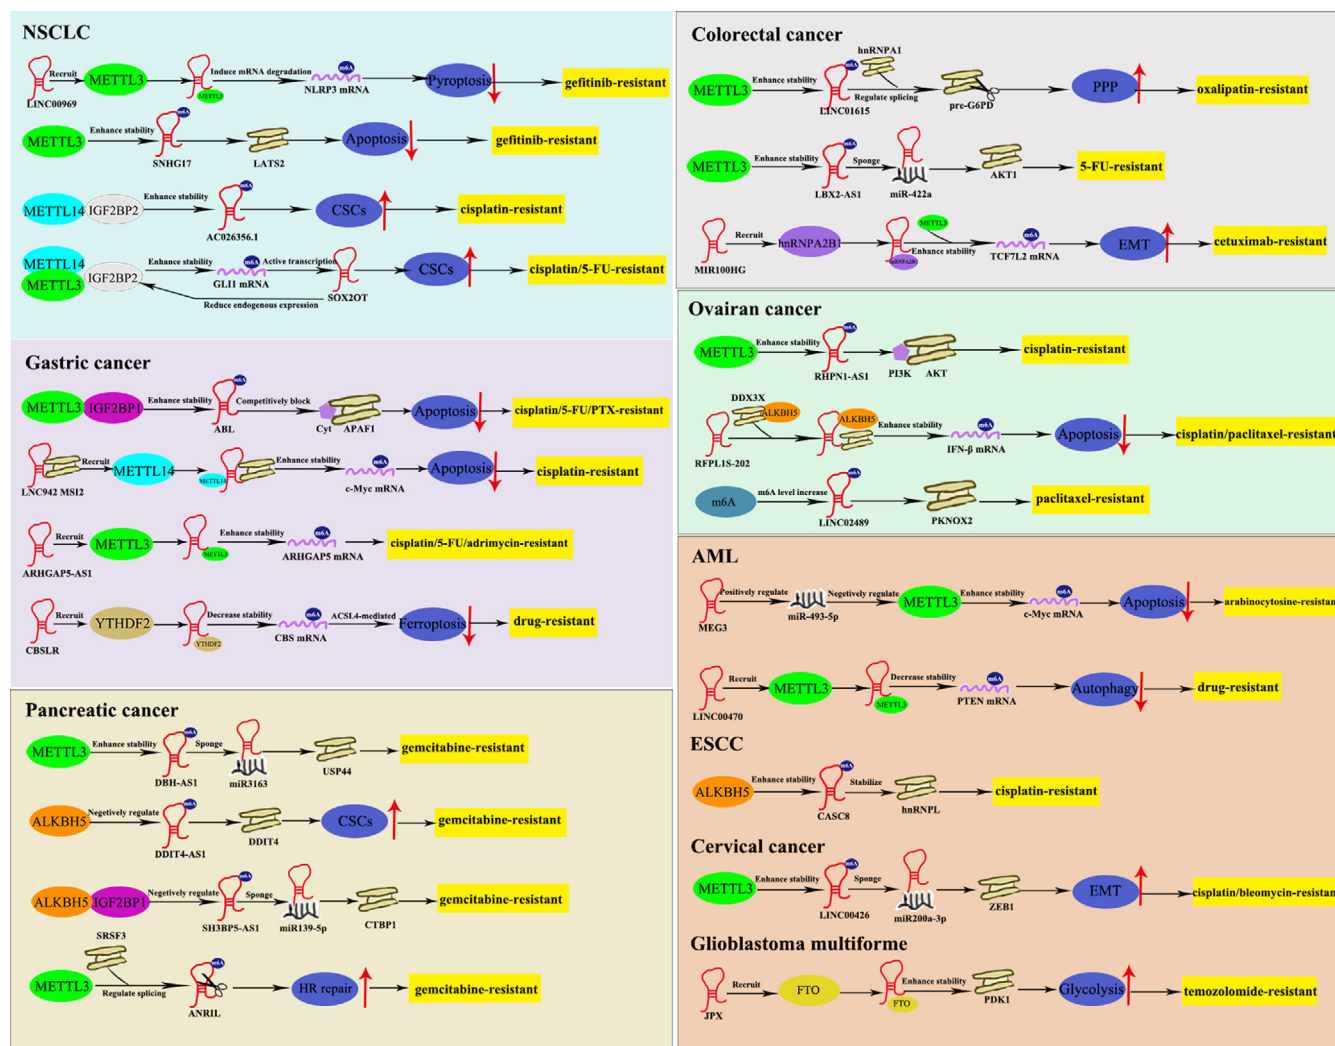 NSCLC
Recruit
METTL3
Induce mRNA degradation
m6A
Pyroptosis
gefitinib-resistant
LINC00969
METTL3
NLRP3 mRNA
METTL3
Enhance stability
m6A
SNHG17
LATS2
Apoptosis
gefitinib-resistant
METTL14
IGF2BP2
Enhance stability
m6A
AC026356.1
CSCs
cisplatin-resistant
METTL14
METTL3
IGF2BP2
Enhance stability
m6A
GLI1 mRNA
Active transcription
SOX2OT
CSCs
cisplatin/5-FU-resistant
Reduce endogenous expression
Gastric cancer
METTL3
IGF2BP1
Enhance stability
m6A
ABL
Competitively block
Cyt
APAF1
Apoptosis
cisplatin/5-FU/PTX-resistant
LNC942 MSI2
Recruit
METTL14
METTL14
Enhance stability
m6A
c-Myc mRNA
Apoptosis
cisplatin-resistant
ARHGAP5-AS1
Recruit
METTL3
METTL3
Enhance stability
m6A
ARHGAP5 mRNA
cisplatin/5-FU/adrimycin-resistant
CBSLR
Recruit
YTHDF2
YTHDF2
Decrease stability
m6A
CBS mRNA
ACSL4-mediated
Ferroptosis
drug-resistant
Pancreatic cancer
METTL3
Enhance stability
m6A
DBH-AS1
Sponge
miR3163
USP44
gemcitabine-resistant
ALKBH5
Negetively regulate
m6A
DDIT4-AS1
DDIT4
CSCs
gemcitabine-resistant
ALKBH5
IGF2BP1
Negetively regulate
m6A
SH3BP5-AS1
Sponge
miR139-5p
CTBP1
gemcitabine-resistant
SRSF3
METTL3
Regulate splicing
m6A
ANRIL
HR repair
gemcitabine-resistant
Colorectal cancer
METTL3
Enhance stability
m6A
LINC01615
hnRNPA1
Regulate splicing
pre-G6PD
PPP
oxalipatin-resistant
METTL3
Enhance stability
m6A
LBX2-AS1
Sponge
miR-422a
AKT1
5-FU-resistant
MIR100HG
Recruit
hnRNPA2B1
hnRNPA2B1
METTL3
Enhance stability
m6A
TCF7L2 mRNA
EMT
cetuximab-resistant
Ovairan cancer
METTL3
Enhance stability
m6A
RHPN1-AS1
PI3K
AKT
cisplatin-resistant
RFPL1S-202
DDX3X
ALKBH5
ALKBH5
Enhance stability
m6A
IFN-β mRNA
Apoptosis
cisplatin/paclitaxel-resistant
m6A
m6A level increase
m6A
LINC02489
PKNOX2
paclitaxel-resistant
AML
MEG3
Positively regulate
miR-493-5p
Negetively regulate
METTL3
Enhance stability
m6A
c-Myc mRNA
Apoptosis
arabinocytosine-resistant
LINC00470
Recruit
METTL3
METTL3
Decrease stability
m6A
PTEN mRNA
Autophagy
drug-resistant
ESCC
ALKBH5
Enhance stability
m6A
CASC8
Stabilize
hnRNPL
cisplatin-resistant
Cervical cancer
METTL3
Enhance stability
m6A
LINC00426
Sponge
miR200a-3p
ZEB1
EMT
cisplatin/bleomycin-resistant
Glioblastoma multiforme
JPX
Recruit
FTO
FTO
Enhance stability
PDK1
Glycolysis
temozolomide-resistant